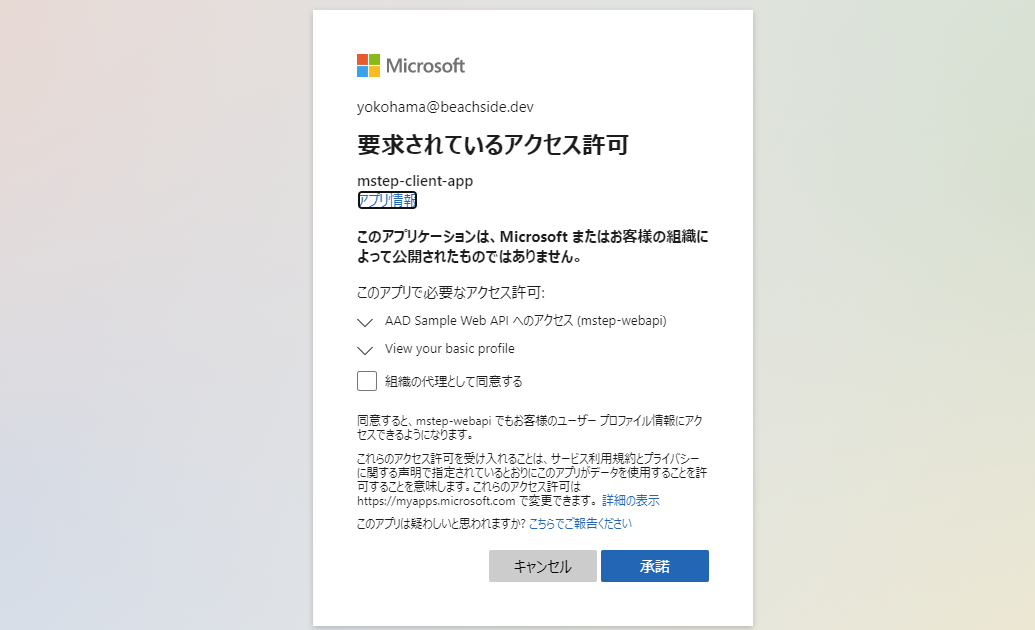 Microsoft
yokohama@beachside.dev
要求されているアクセス許可
mstep-client-app
アプリ情報
このアプリケーションは、Microsoft またはお客様の組織に
よって公開されたものではありません。
このアプリで必要なアクセス許可:
AAD Sample Web API へのアクセス (mstep-webapi)
View your basic profile
組織の代理として同意する
同意すると、mstep-webapi でもお客様のユーザー プロファイル情報にアク
セスできるようになります。
これらのアクセス許可を受け入れることは、サービス利用規約とプライバシー
に関する声明で指定されているとおりにこのアプリがデータを使用することを許
可することを意味します。これらのアクセス許可は
https://myapps.microsoft.com で変更できます。 詳細の表示
このアプリは疑わしいと思われますか? こちらでご報告ください
キャンセル 承諾